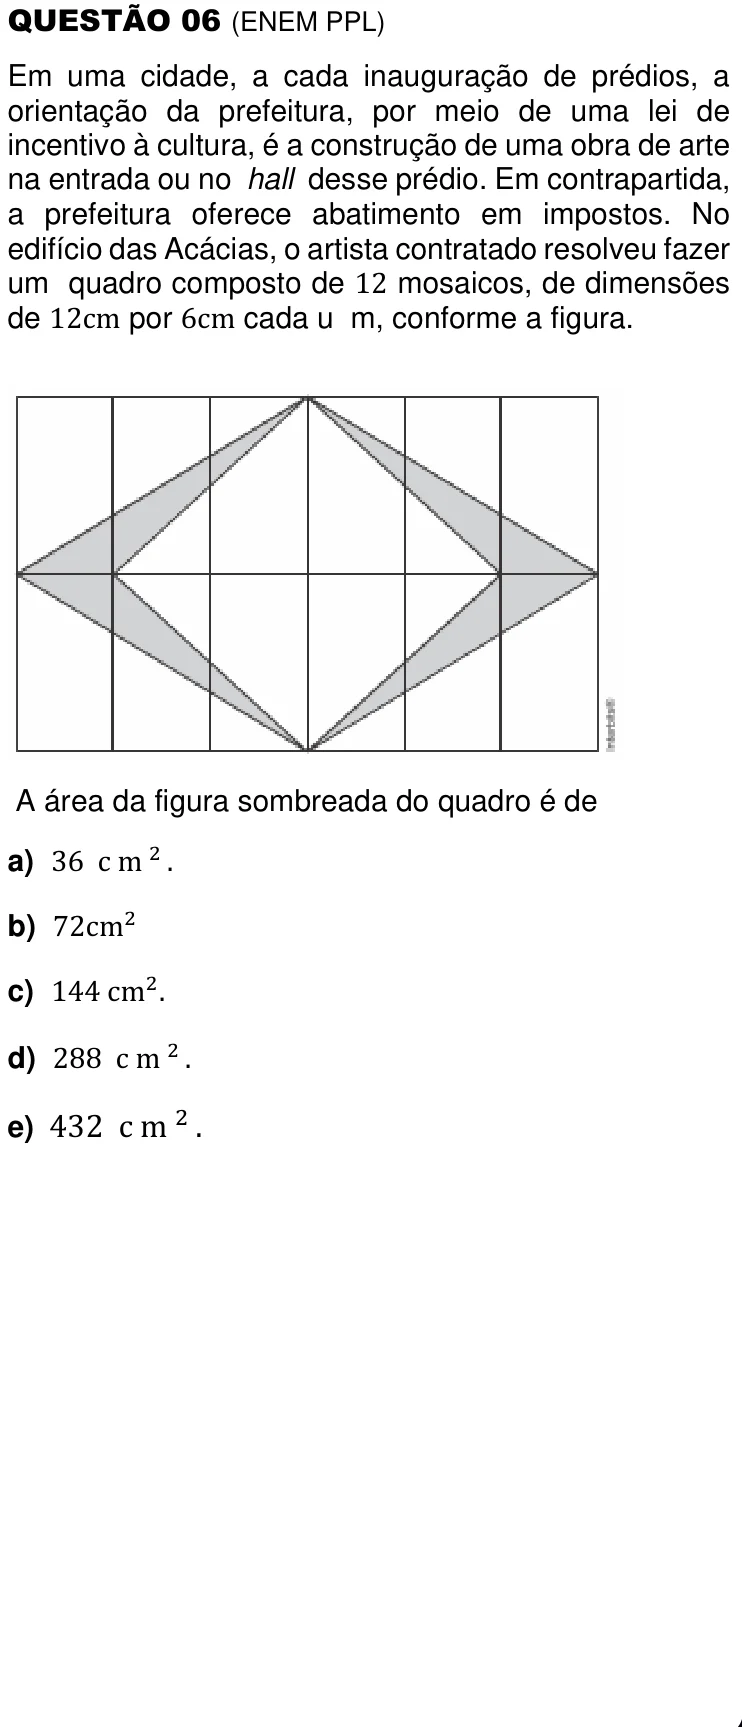 QUESTÃO 06 (ENEM PPL)
Em uma cidade, a cada inauguração de prédios, a
orientação da prefeitura, por meio de uma lei de
incentivo à cultura, é a construção de uma obra de arte
na entrada ou no hall desse prédio. Em contrapartida,
a prefeitura oferece abatimento em impostos. No
edifício das Acácias, o artista contratado resolveu fazer
um quadro composto de 12 mosaicos, de dimensões
de 12cm por 6cm cada u m, conforme a figura.
Interbits®
A área da figura sombreada do quadro é de
a) 36 c m ² .
b) 72cm²
c) 144 cm².
d) 288 c m ² .
e) 432 c m ² .